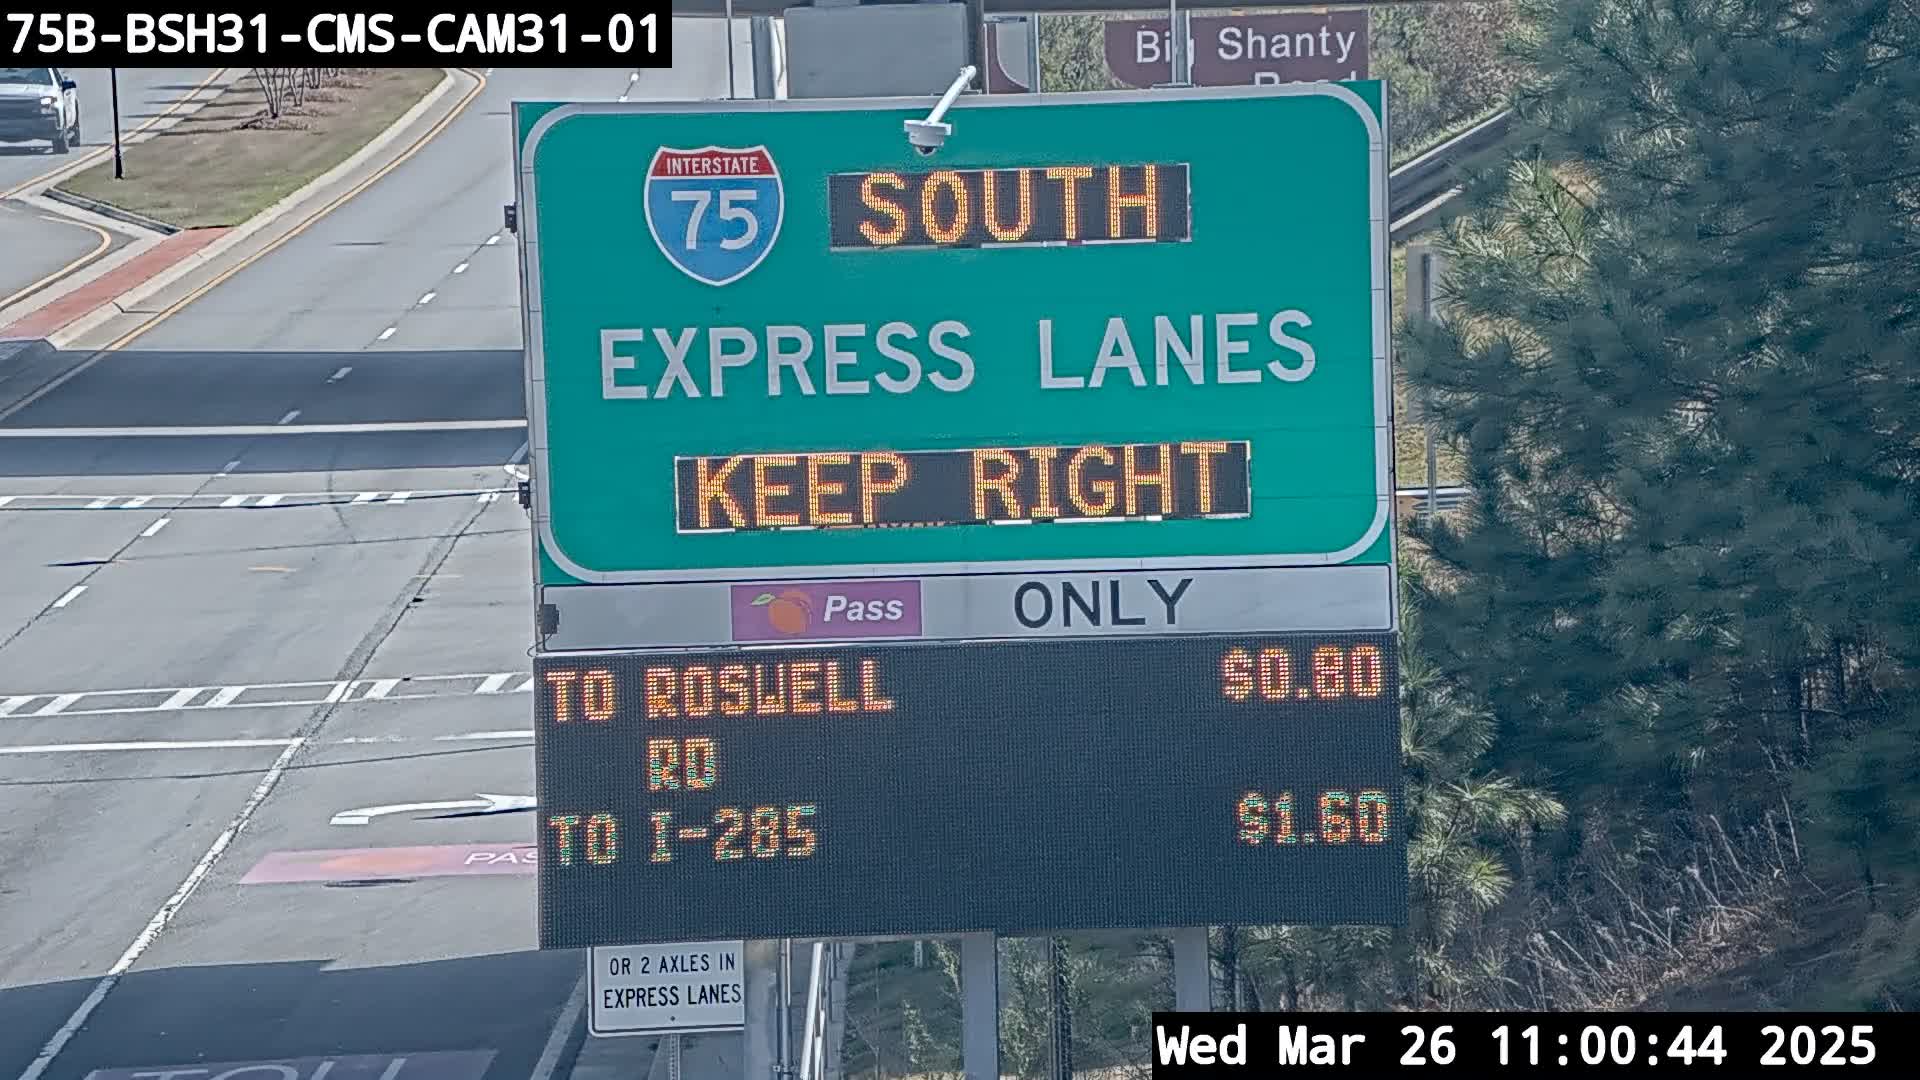 75B-BSH31-CMS-CAM31-01
Big Shanty
Road
INTERSTATE
75
SOUTH
EXPRESS LANES
KEEP RIGHT
Pass ONLY
TO ROSWELL $0.80
RD
TO I-285 $1.60
OR 2 AXLES IN
EXPRESS LANES
TOLL
Wed Mar 26 11:00:44 2025